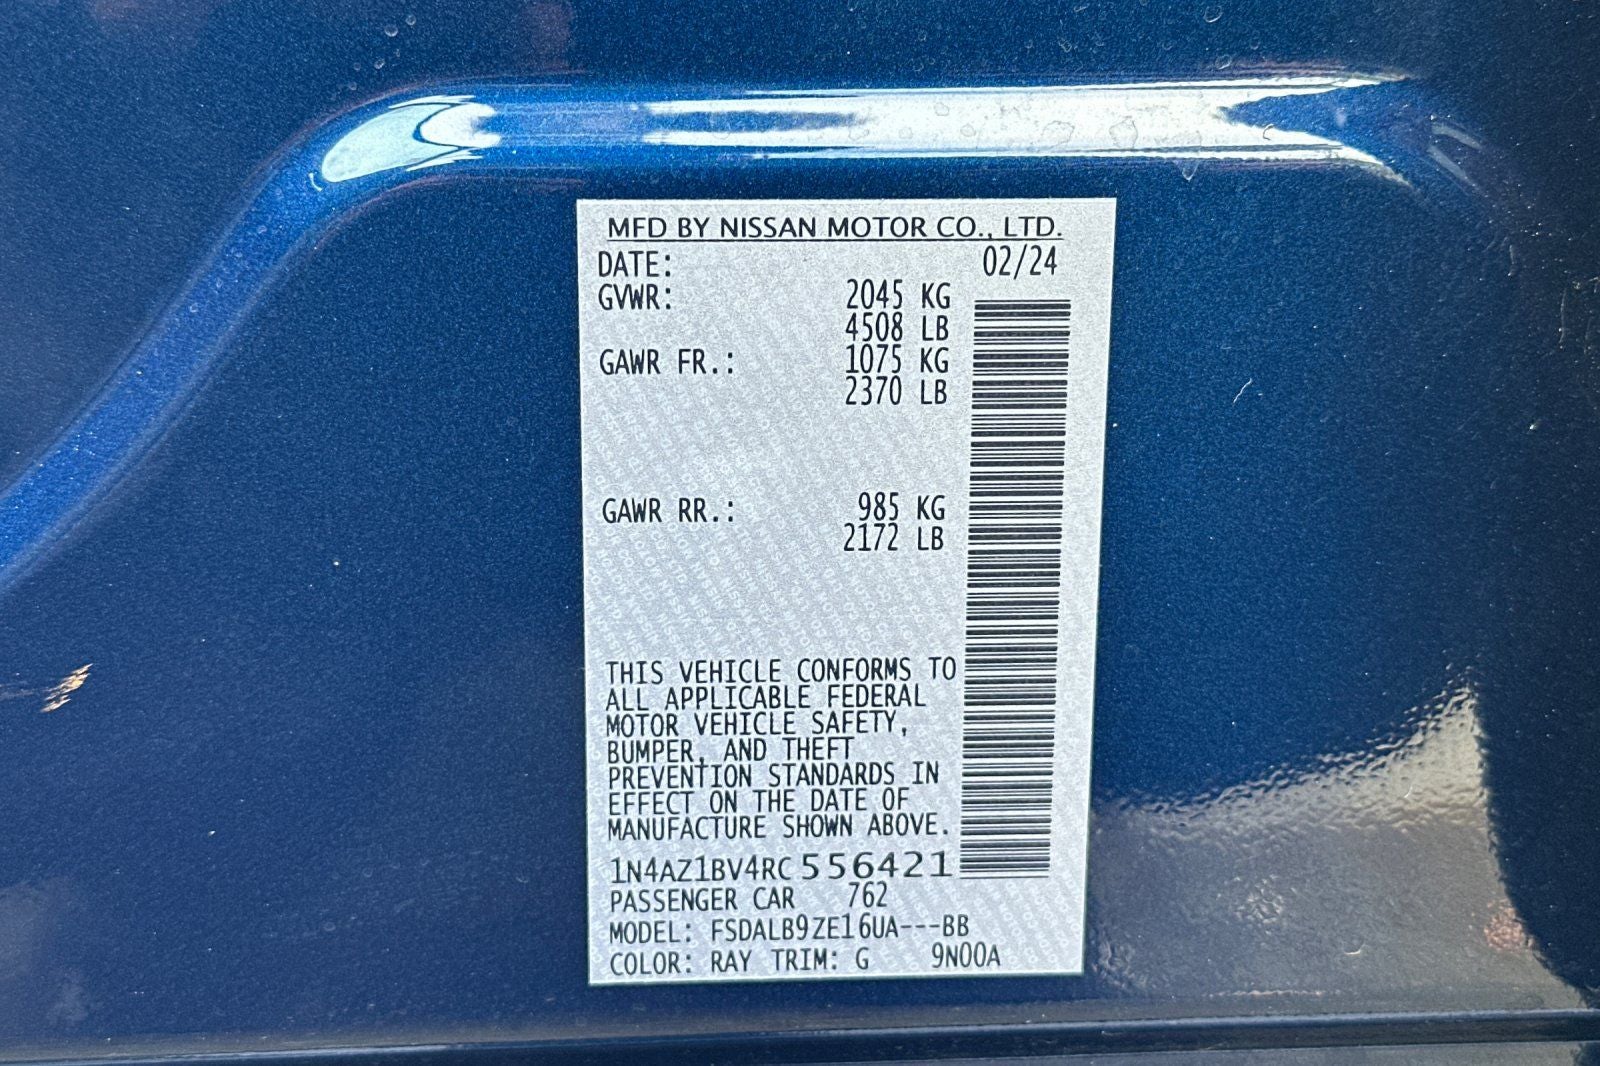 MFD BY NISSAN MOTOR CO., LTD.
DATE: 02/24
GVWR: 2045 KG
4508 LB
GAWR FR.: 1075 KG
2370 LB
GAWR RR.: 985 KG
2172 LB
THIS VEHICLE CONFORMS TO
ALL APPLICABLE FEDERAL
MOTOR VEHICLE SAFETY,
BUMPER, AND THEFT
PREVENTION STANDARDS IN
EFFECT ON THE DATE OF
MANUFACTURE SHOWN ABOVE.
1N4AZ1BV4RC556421
PASSENGER CAR 762
MODEL: FSDALB9ZE16UA---BB
COLOR: RAY TRIM: G 9N00A